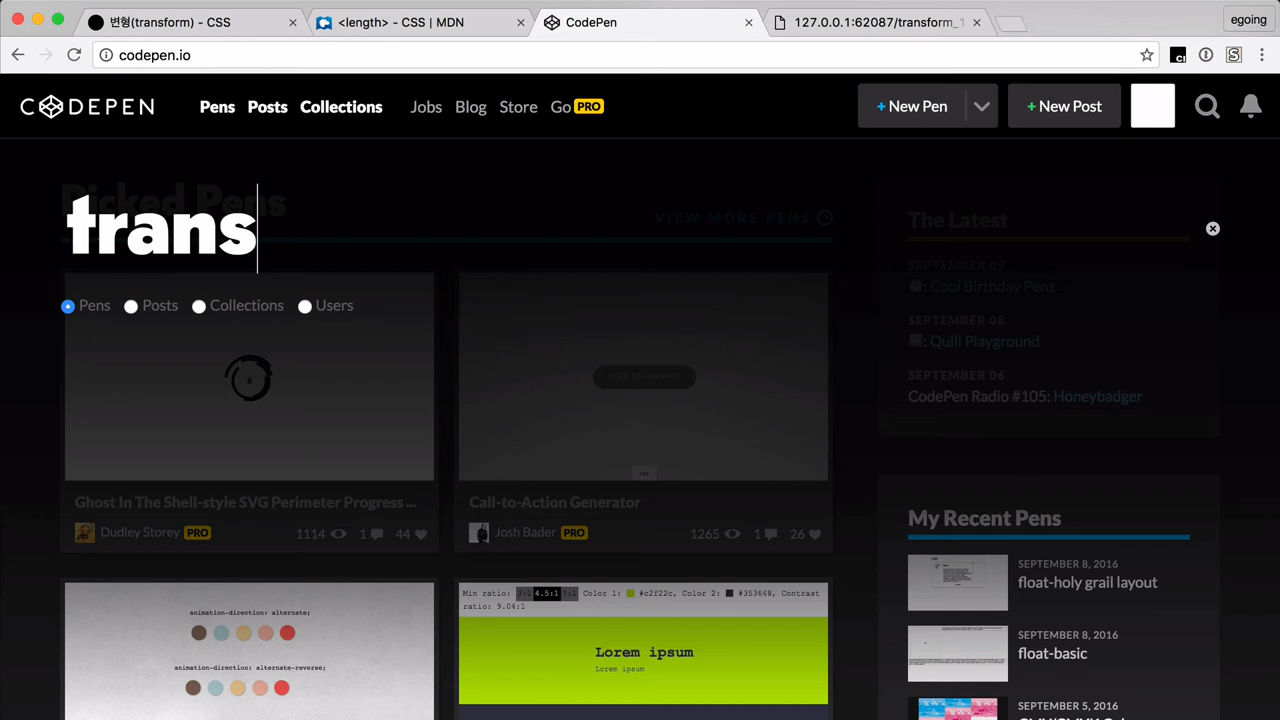 변형(transform) - CSS
<length> - CSS | MDN
CodePen
127.0.0.1:62087/transform_1
egoing
codepen.io
CODEPEN
Pens Posts Collections Jobs Blog Store Go PRO
+ New Pen
+ New Post
Picked Pens
VIEW MORE PENS
trans
Pens Posts Collections Users
The Latest
SEPTEMBER 09
: Cool Birthday Pens
SEPTEMBER 08
: Quill Playground
SEPTEMBER 06
CodePen Radio #105: Honeybadger
Ghost In The Shell-style SVG Perimeter Progress ...
Dudley Storey PRO
1114 1 44
Call-to-Action Generator
Josh Bader PRO
1265 1 26
My Recent Pens
SEPTEMBER 8, 2016
float-holy grail layout
SEPTEMBER 8, 2016
float-basic
SEPTEMBER 5, 2016
animation-direction: alternate;
animation-direction: alternate-reverse;
Min ratio: 3:1 4.5:1 7:1 Color 1: #c2f22c, Color 2: #353648, Contrast
ratio: 9.04:1
Lorem ipsum
Lorem ipsum